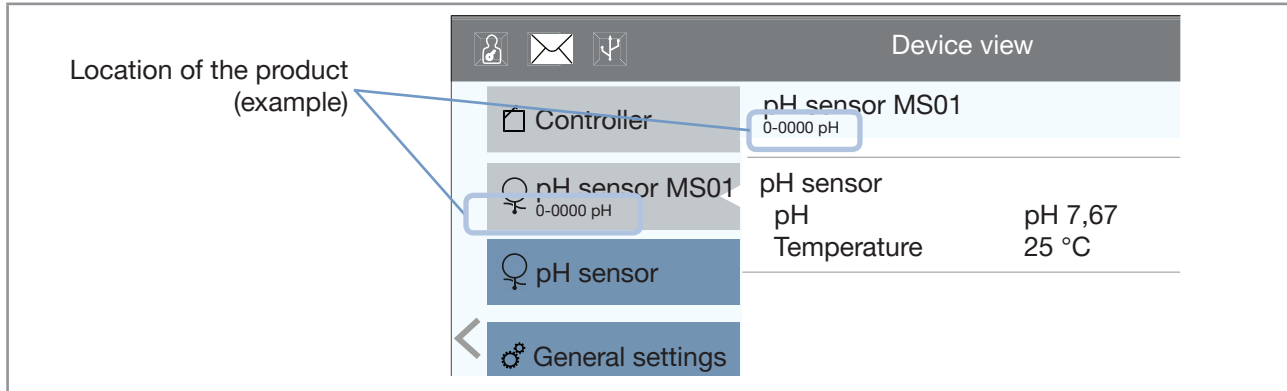 Location of the product
(example)
Device view
Controller
pH sensor MS01
0-0000 pH
pH sensor
General settings
pH sensor MS01
0-0000 pH
pH sensor
pH pH 7,67
Temperature 25 °C